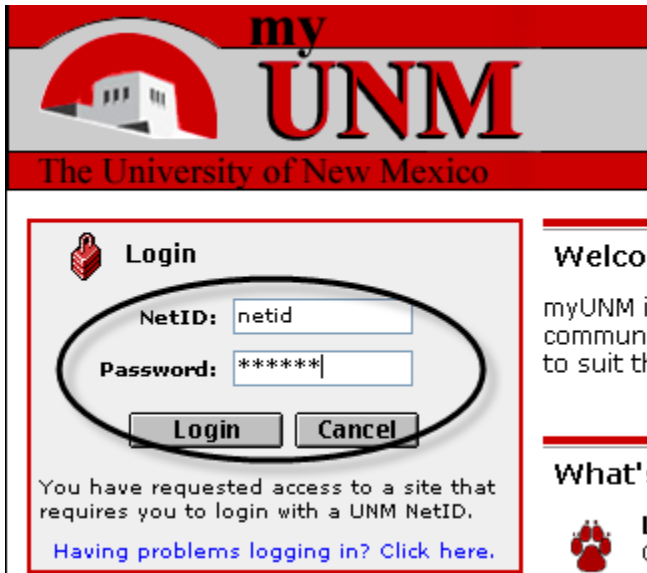 my
UNM
The University of New Mexico
Login
NetID: netid
Password: ******
Login Cancel
You have requested access to a site that
requires you to login with a UNM NetID.
Having problems logging in? Click here.
Welco
myUNM i
commun
to suit th
What's